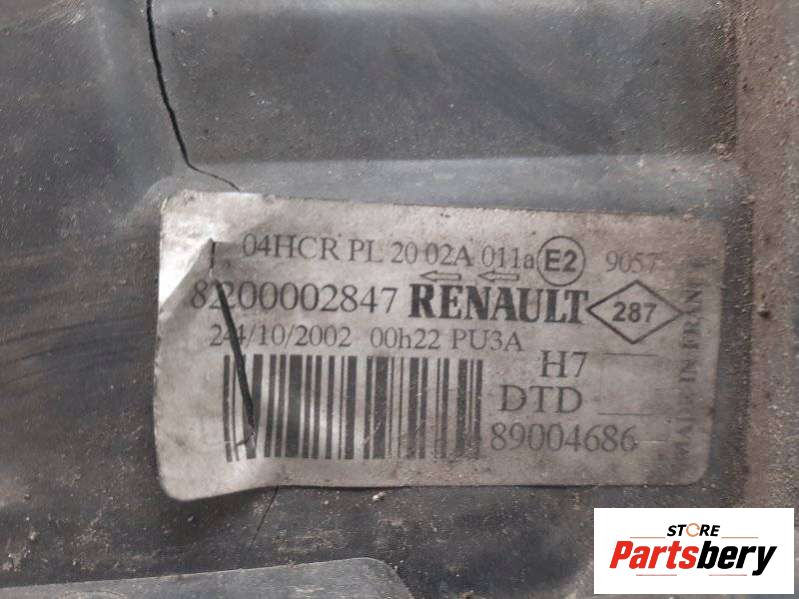 04HCR PL 20 02A 011a E2 9057
8200002847 RENAULT 287
24/10/2002 00h22 PU3A
H7
DTD
89004686
MADE IN FRANCE
STORE
Partsbery